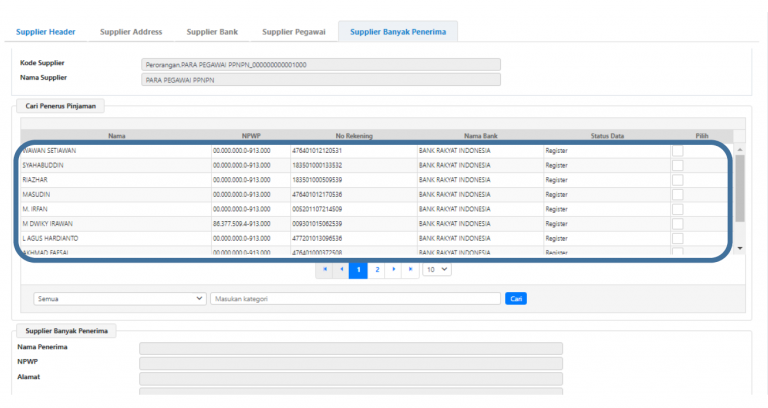 Supplier Header Supplier Address Supplier Bank Supplier Pegawai Supplier Banyak Penerima
Kode Supplier Perorangan.PARA PEGAWAI PPNPN_000000000001000
Nama Supplier PARA PEGAWAI PPNPN
Cari Penerus Pinjaman
Nama NPWP No Rekening Nama Bank Status Data Pilih
WAWAN SETIAWAN 00.000.000.0-913.000 476401012120531 BANK RAKYAT INDONESIA Register
SYAHABUDDIN 00.000.000.0-913.000 183501000133532 BANK RAKYAT INDONESIA Register
RIAZHAR 00.000.000.0-913.000 183501000509539 BANK RAKYAT INDONESIA Register
MASUDIN 00.000.000.0-913.000 476401012170536 BANK RAKYAT INDONESIA Register
M. IRFAN 00.000.000.0-913.000 005201107214509 BANK RAKYAT INDONESIA Register
M DWIKY IRAWAN 86.377.509.4-913.000 009301015062539 BANK RAKYAT INDONESIA Register
L AGUS HARDIANTO 00.000.000.0-913.000 477201013096536 BANK RAKYAT INDONESIA Register
AKHMAD FAESAL 00.000.000.0-913.000 476401000372508 BANK RAKYAT INDONESIA Register
1 2 10
Semua Masukan kategori Cari
Supplier Banyak Penerima
Nama Penerima
NPWP
Alamat